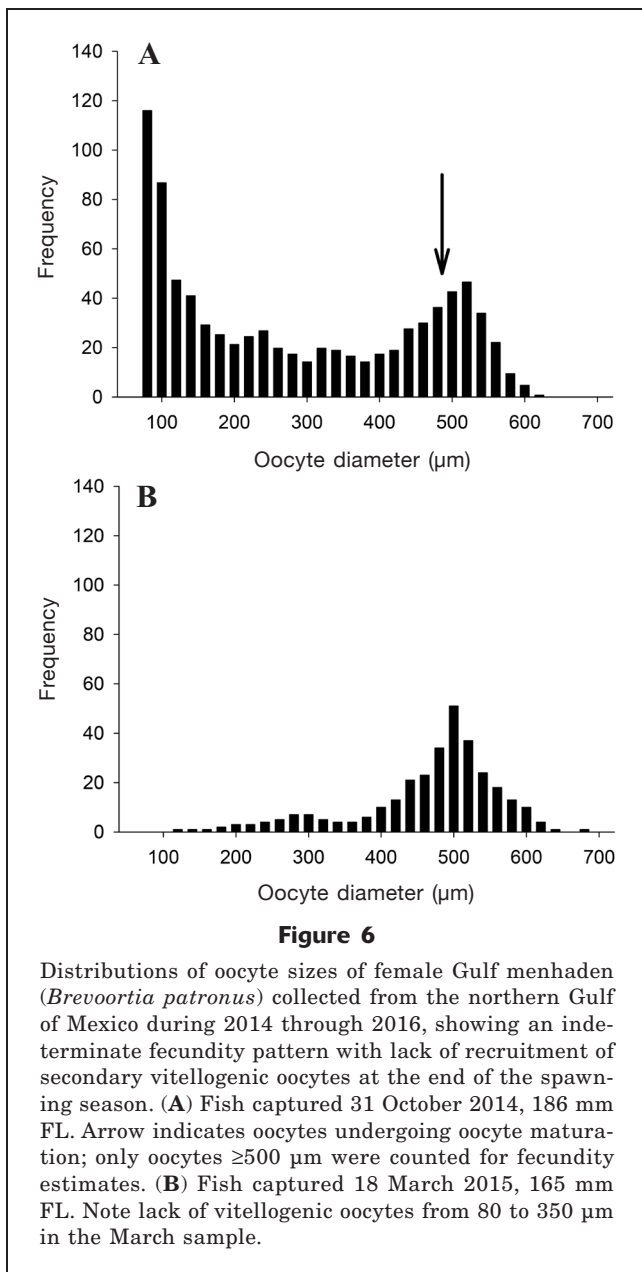 A
140
120
100
80
60
40
20
0
Frequency
100 200 300 400 500 600 700
Oocyte diameter (µm)
B
140
120
100
80
60
40
20
0
Frequency
100 200 300 400 500 600 700
Oocyte diameter (µm)
Figure 6
Distributions of oocyte sizes of female Gulf menhaden
(Brevoortia patronus) collected from the northern Gulf
of Mexico during 2014 through 2016, showing an inde-
terminate fecundity pattern with lack of recruitment of
secondary vitellogenic oocytes at the end of the spawn-
ing season. (A) Fish captured 31 October 2014, 186 mm
FL. Arrow indicates oocytes undergoing oocyte matura-
tion; only oocytes ≥500 µm were counted for fecundity
estimates. (B) Fish captured 18 March 2015, 165 mm
FL. Note lack of vitellogenic oocytes from 80 to 350 µm
in the March sample.